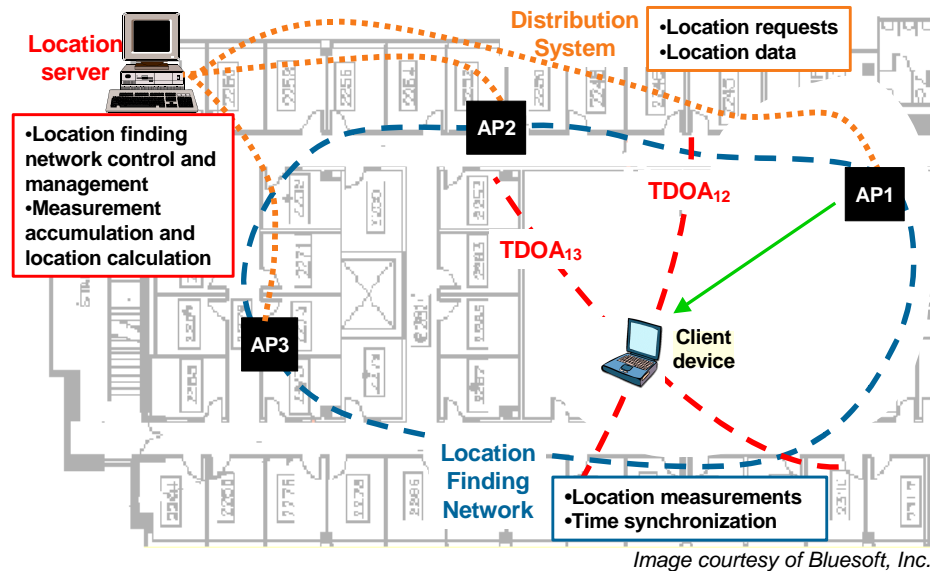 Location
server
Distribution
System
•Location requests
•Location data
•Location finding
network control and
management
•Measurement
accumulation and
location calculation
AP2
AP1
TDOA12
TDOA13
AP3
Client
device
Location
Finding
Network
•Location measurements
•Time synchronization
Image courtesy of Bluesoft, Inc.